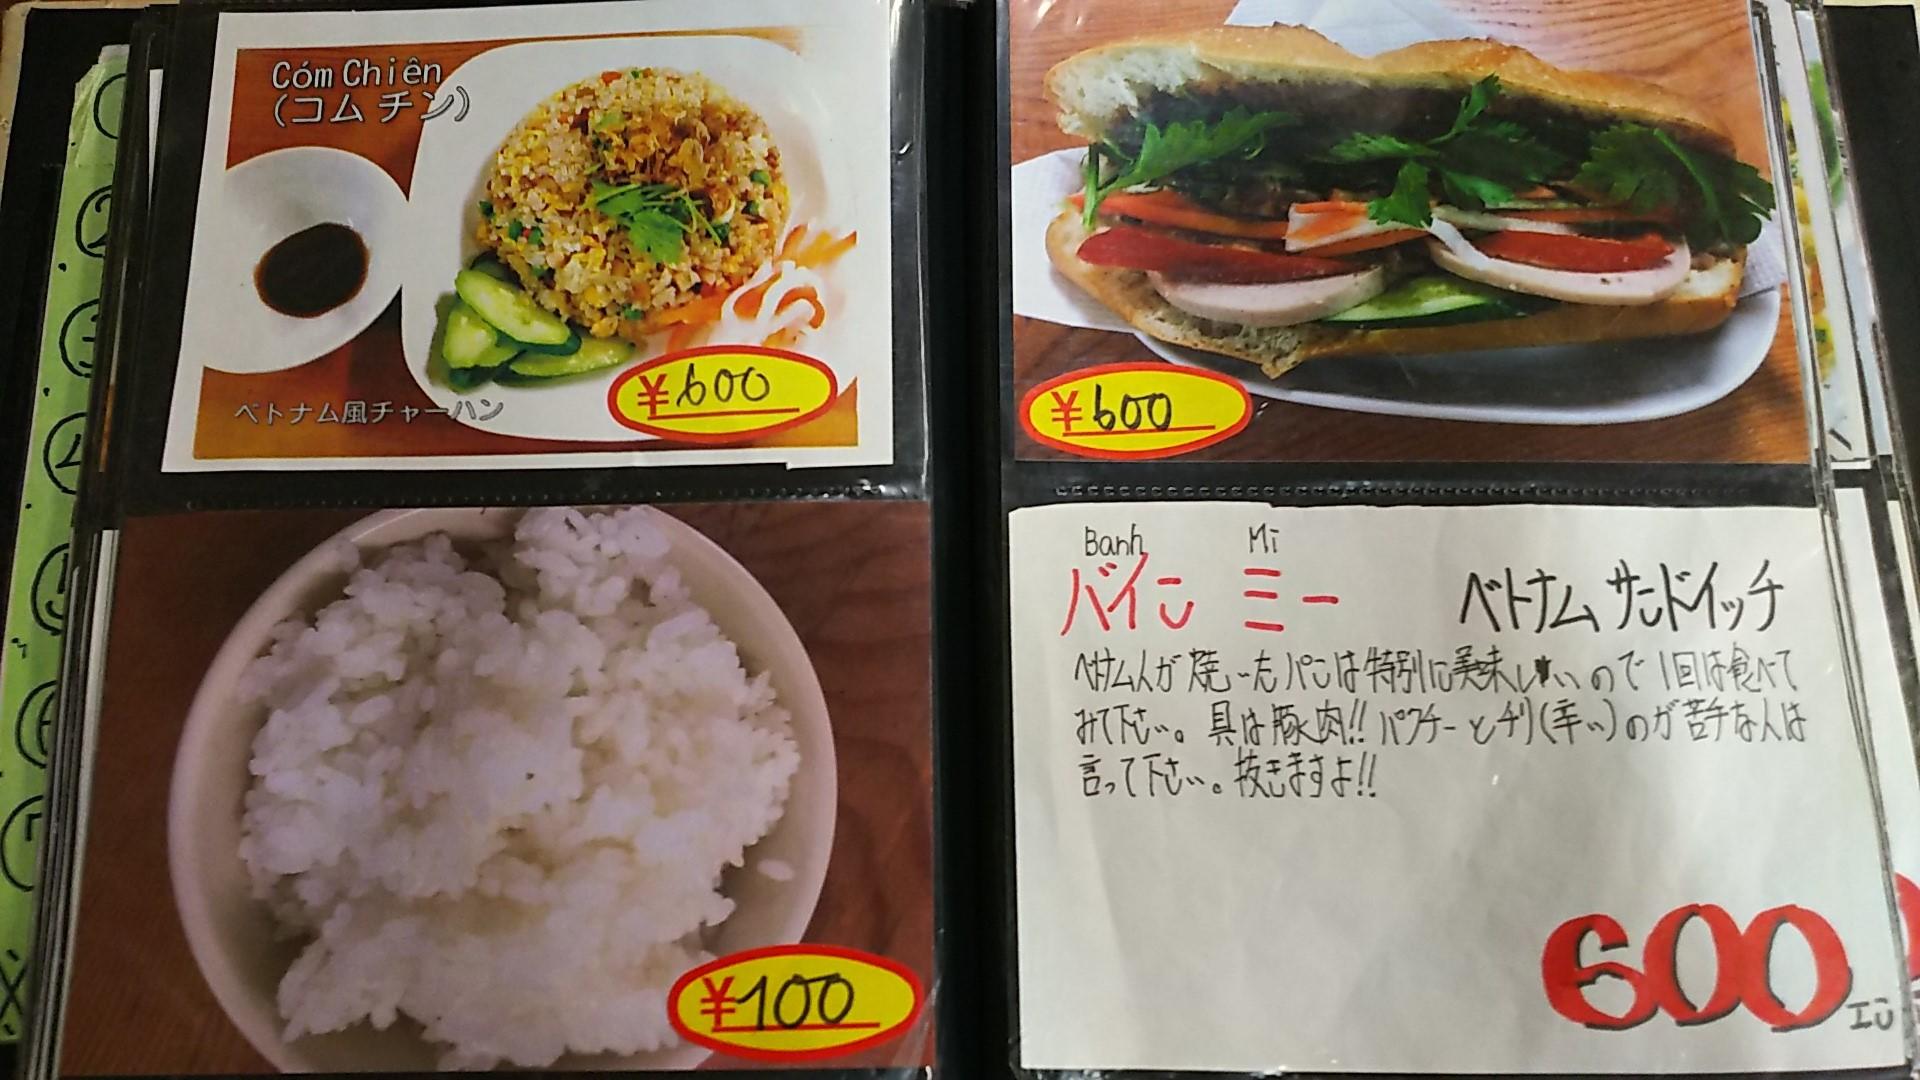 Cóm Chiên
(コム チン)
ベトナム風チャーハン
¥600
¥100
¥600
Banh Mi
バイン ミー ベトナム サンドイッチ
ベトナム人が焼いたパンは特別に美味しいので1回は食べて
みて下さい。具は豚肉!! パクチーとチリ(辛い)のが苦手な人は
言って下さい。抜きますよ!!
600